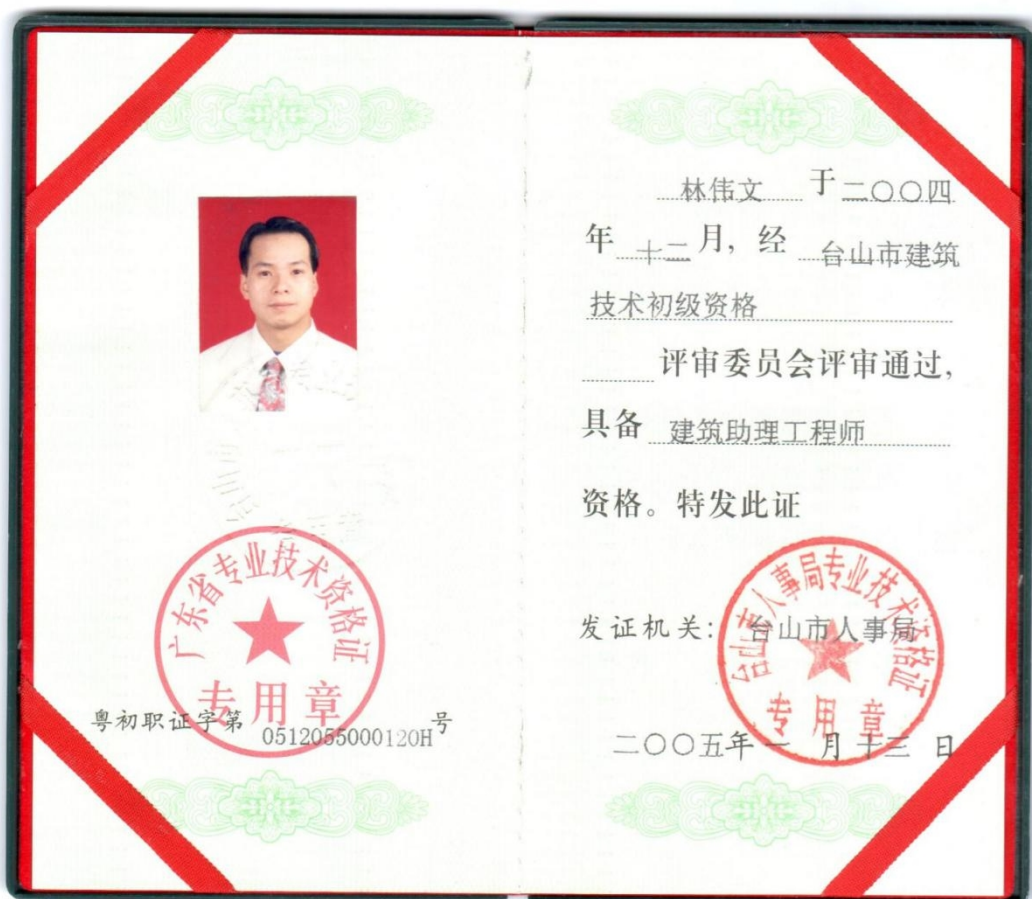 广东省专业技术资格证
专用章
粤初职证字第 0512055000120H 号
林伟文 于二〇〇四
年 十二 月, 经 台山市建筑
技术初级资格
评审委员会评审通过,
具备 建筑助理工程师
资格。特发此证
台山市人事局专业技术资格证
专用章
发证机关: 台山市人事局
二〇〇五年 一 月 十三 日